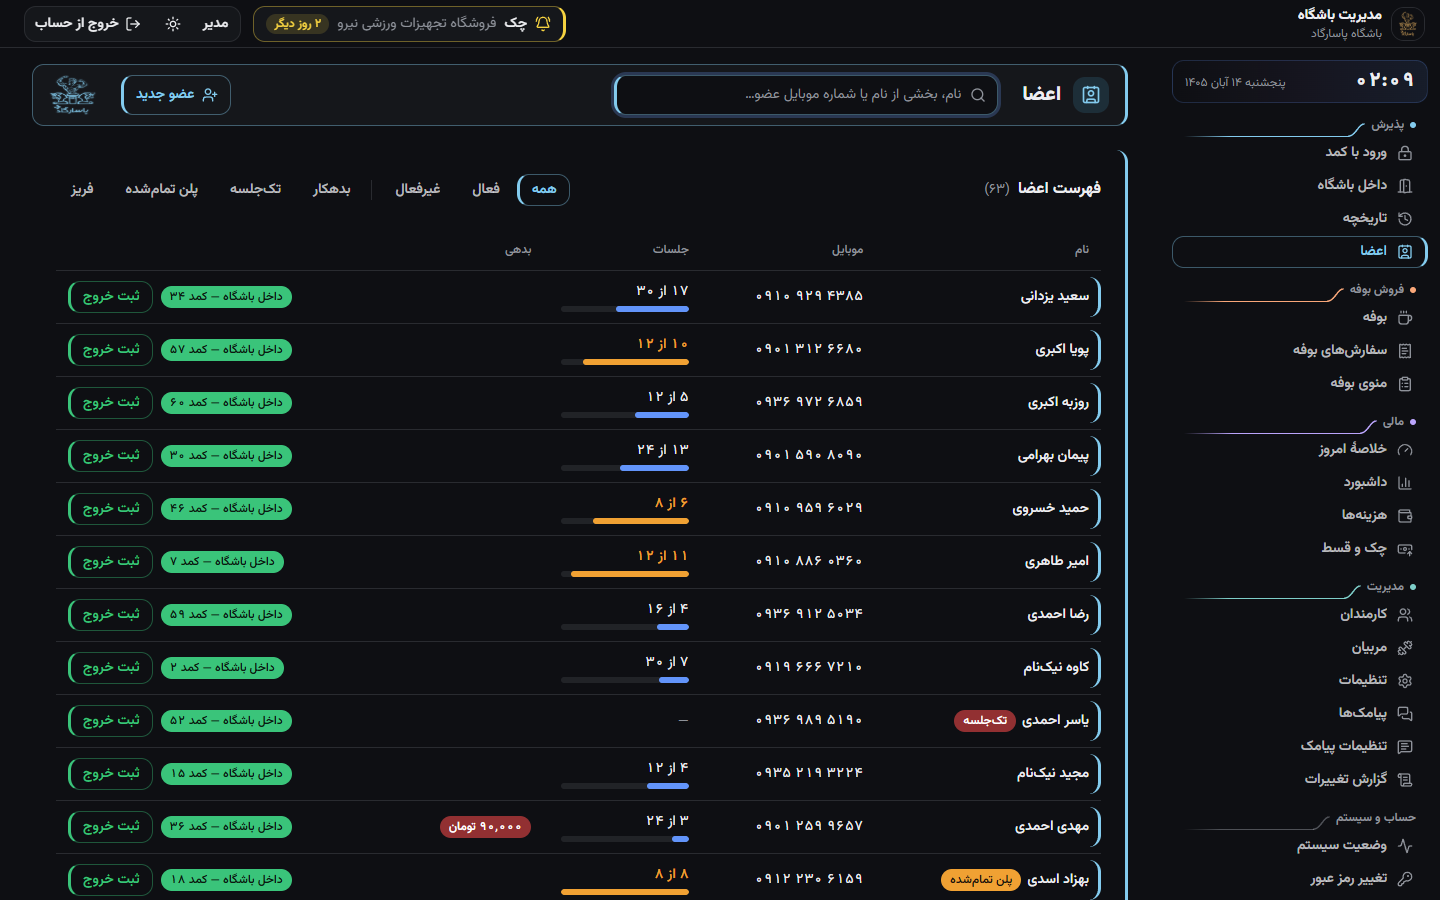 مدیریت باشگاه
باشگاه پاسارگاد
چک فروشگاه تجهیزات ورزشی نیرو ۲ روز دیگر
مدیر
خروج از حساب
۰۲:۰۹
پنجشنبه ۱۴ آبان ۱۴۰۵
پذیرش
ورود با کمد
داخل باشگاه
تاریخچه
اعضا
فروش بوفه
بوفه
سفارش‌های بوفه
منوی بوفه
مالی
خلاصهٔ امروز
داشبورد
هزینه‌ها
چک و قسط
مدیریت
کارمندان
مربیان
تنظیمات
پیامک‌ها
تنظیمات پیامک
گزارش تغییرات
حساب و سیستم
وضعیت سیستم
تغییر رمز عبور
اعضا
نام، بخشی از نام یا شماره موبایل عضو...
عضو جدید
پاسارگاد
فهرست اعضا (۶۳)
همه فعال غیرفعال بدهکار تک‌جلسه پلن تمام‌شده فریز
نام موبایل جلسات بدهی
سعید یزدانی ۰۹۱۰ ۹۲۹ ۴۳۸۵ ۱۷ از ۳۰ داخل باشگاه — کمد ۳۴ ثبت خروج
پویا اکبری ۰۹۰۱ ۳۱۲ ۶۶۸۰ ۱۰ از ۱۲ داخل باشگاه — کمد ۵۷ ثبت خروج
روزبه اکبری ۰۹۳۶ ۹۷۲ ۶۸۵۹ ۵ از ۱۲ داخل باشگاه — کمد ۶۰ ثبت خروج
پیمان بهرامی ۰۹۰۱ ۵۹۰ ۸۰۹۰ ۱۳ از ۲۴ داخل باشگاه — کمد ۳۰ ثبت خروج
حمید خسروی ۰۹۱۰ ۹۵۹ ۶۰۲۹ ۶ از ۸ داخل باشگاه — کمد ۴۶ ثبت خروج
امیر طاهری ۰۹۱۰ ۸۸۶ ۰۳۶۰ ۱۱ از ۱۲ داخل باشگاه — کمد ۷ ثبت خروج
رضا احمدی ۰۹۳۶ ۹۱۲ ۵۰۳۴ ۴ از ۱۶ داخل باشگاه — کمد ۵۹ ثبت خروج
کاوه نیک‌نام ۰۹۱۹ ۶۶۶ ۷۲۱۰ ۷ از ۳۰ داخل باشگاه — کمد ۲ ثبت خروج
یاسر احمدی تک‌جلسه ۰۹۳۶ ۹۸۹ ۵۱۹۰ — داخل باشگاه — کمد ۵۲ ثبت خروج
مجید نیک‌نام ۰۹۳۵ ۲۱۹ ۳۲۲۴ ۴ از ۱۲ داخل باشگاه — کمد ۱۵ ثبت خروج
مهدی احمدی ۰۹۰۱ ۲۵۹ ۹۶۵۷ ۳ از ۲۴ ۹۰,۰۰۰ تومان داخل باشگاه — کمد ۳۶ ثبت خروج
بهزاد اسدی پلن تمام‌شده ۰۹۱۲ ۲۳۰ ۶۱۵۹ ۸ از ۸ داخل باشگاه — کمد ۱۸ ثبت خروج